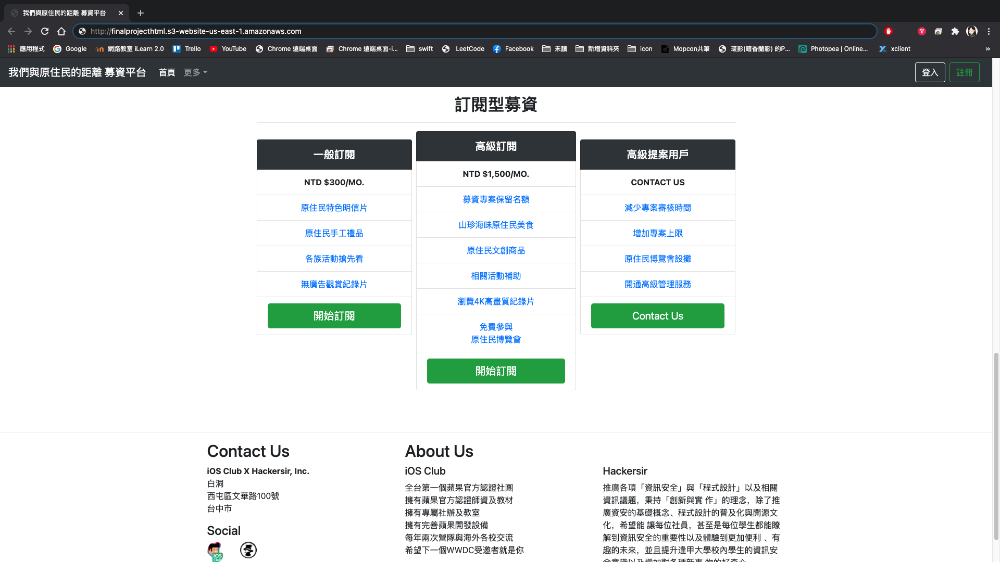 我們與原住民的距離 募資平台
http://finalprojecthtml.s3-website-us-east-1.amazonaws.com
應用程式 Google 網路教室 iLearn 2.0 Trello YouTube Chrome 遠端桌面 Chrome 遠端桌面-i... swift LeetCode Facebook 未讀 新增資料夾 icon Mopcon共筆 琉影(暗香蘭影) 的P... Photopea | Online... xclient »
我們與原住民的距離 募資平台 首頁 更多 登入 註冊
訂閱型募資
一般訂閱
NTD $300/MO.
原住民特色明信片
原住民手工禮品
各族活動搶先看
無廣告觀賞紀錄片
開始訂閱
高級訂閱
NTD $1,500/MO.
募資專案保留名額
山珍海味原住民美食
原住民文創商品
相關活動補助
瀏覽4K高畫質紀錄片
免費參與
原住民博覽會
開始訂閱
高級提案用戶
CONTACT US
減少專案審核時間
增加專案上限
原住民博覽會設攤
開通高級管理服務
Contact Us
Contact Us
iOS Club X Hackersir, Inc.
白洞
西屯區文華路100號
台中市
Social
iOS
Club
About Us
iOS Club
全台第一個蘋果官方認證社團
擁有蘋果官方認證師資及教材
擁有專屬社辦及教室
擁有完善蘋果開發設備
每年兩次營隊與海外各校交流
希望下一個WWDC受邀者就是你
Hackersir
推廣各項「資訊安全」與「程式設計」以及相關
資訊議題，秉持「創新與實 作」的理念，除了推
廣資安的基礎概念、程式設計的普及化與開源文
化，希望能 讓每位社員，甚至是每位學生都能瞭
解到資訊安全的重要性以及體驗到更加便利 、有
趣的未來，並且提升逢甲大學校內學生的資訊安
全意識以及增加對各種新事 物的好奇心